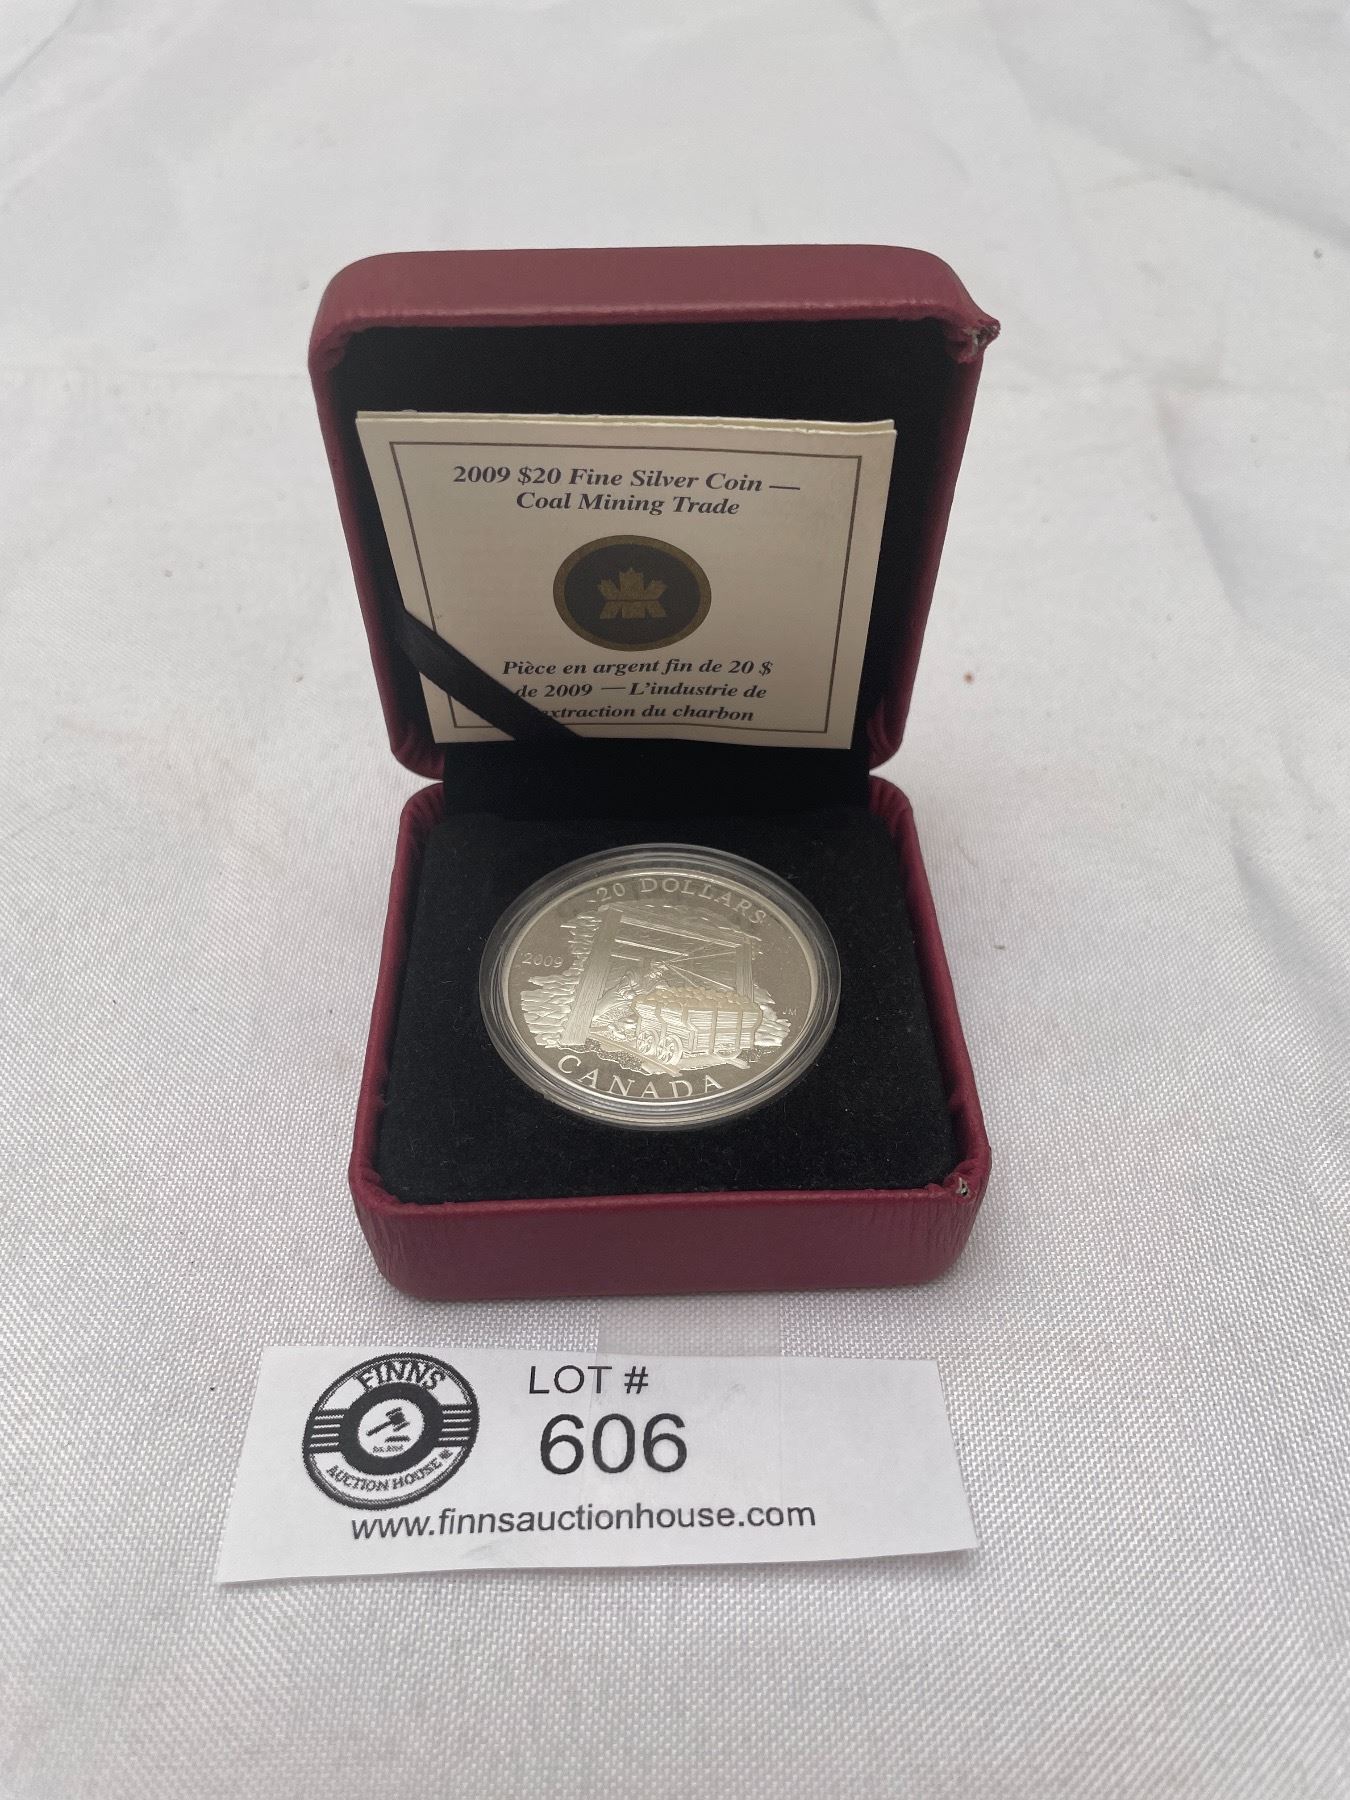 2009 $20 Fine Silver Coin —
Coal Mining Trade
Pièce en argent fin de 20 $
de 2009 — L'industrie de
extraction du charbon
20 DOLLARS
2009
JM
CANADA
FINNS
AUCTION HOUSE
LOT #
606
www.finnsauctionhouse.com